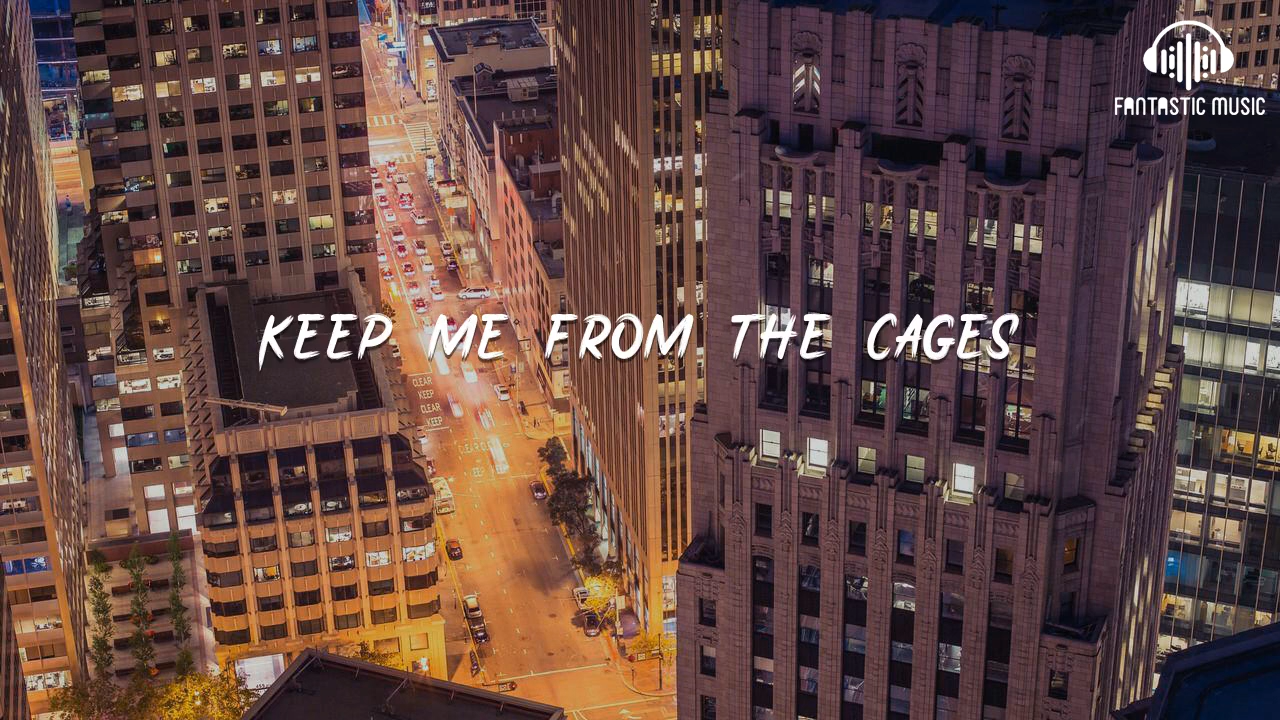 FANTASTIC MUSIC
KEEP ME FROM THE CAGES
CLEAR
KEEP
CLEAR
KEEP